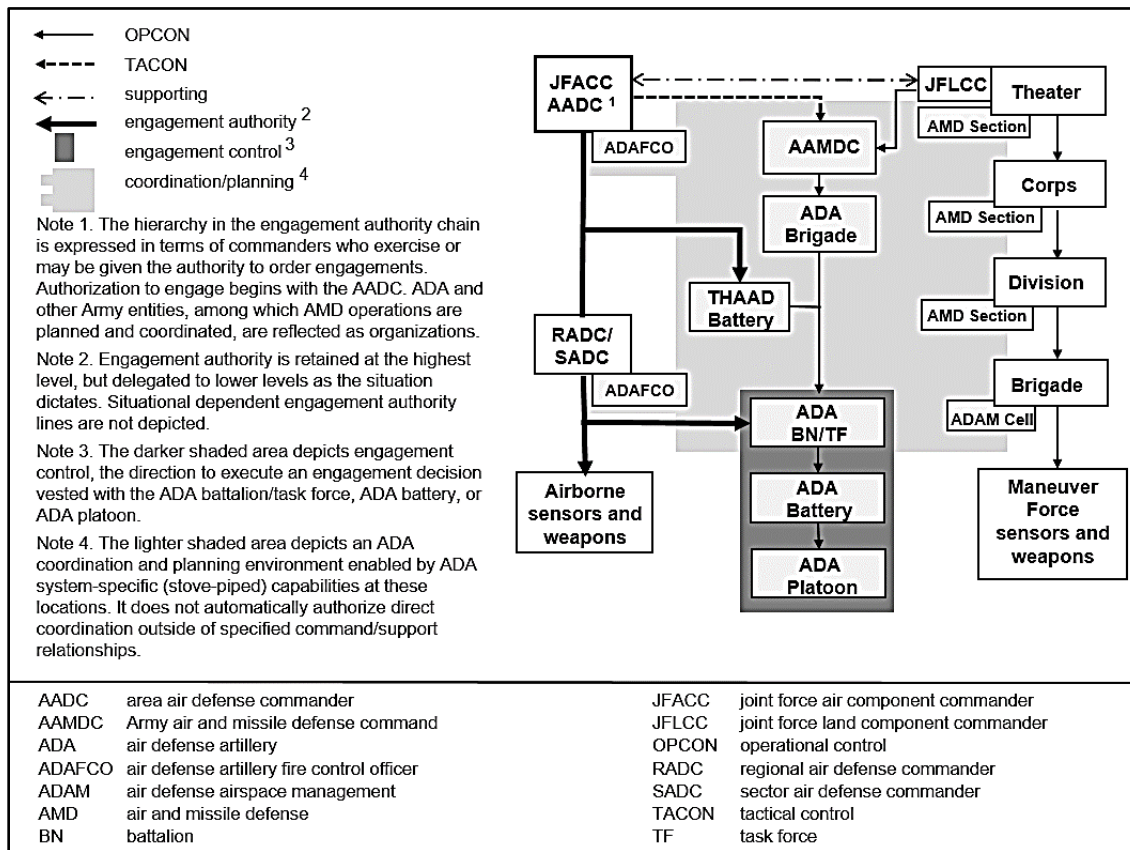 OPCON
TACON
supporting
engagement authority 2
engagement control 3
coordination/planning 4
Note 1. The hierarchy in the engagement authority chain
is expressed in terms of commanders who exercise or
may be given the authority to order engagements.
Authorization to engage begins with the AADC. ADA and
other Army entities, among which AMD operations are
planned and coordinated, are reflected as organizations.
Note 2. Engagement authority is retained at the highest
level, but delegated to lower levels as the situation
dictates. Situational dependent engagement authority
lines are not depicted.
Note 3. The darker shaded area depicts engagement
control, the direction to execute an engagement decision
vested with the ADA battalion/task force, ADA battery, or
ADA platoon.
Note 4. The lighter shaded area depicts an ADA
coordination and planning environment enabled by ADA
system-specific (stove-piped) capabilities at these
locations. It does not automatically authorize direct
coordination outside of specified command/support
relationships.
JFACC
AADC 1
ADAFCO
RADC/
SADC
ADAFCO
Airborne
sensors and
weapons
AAMDC
ADA
Brigade
THAAD
Battery
ADA
BN/TF
ADA
Battery
ADA
Platoon
JFLCC
Theater
AMD Section
Corps
AMD Section
Division
AMD Section
Brigade
ADAM Cell
Maneuver
Force
sensors and
weapons
AADC area air defense commander
AAMDC Army air and missile defense command
ADA air defense artillery
ADAFCO air defense artillery fire control officer
ADAM air defense airspace management
AMD air and missile defense
BN battalion
JFACC joint force air component commander
JFLCC joint force land component commander
OPCON operational control
RADC regional air defense commander
SADC sector air defense commander
TACON tactical control
TF task force